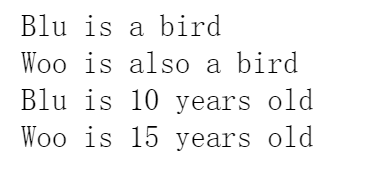 Blu is a bird
Woo is also a bird
Blu is 10 years old
Woo is 15 years old